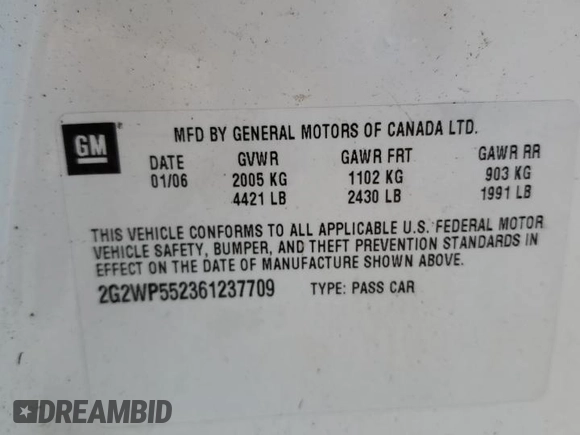 GM
MFD BY GENERAL MOTORS OF CANADA LTD.
DATE GVWR GAWR FRT GAWR RR
01/06 2005 KG 1102 KG 903 KG
4421 LB 2430 LB 1991 LB
THIS VEHICLE CONFORMS TO ALL APPLICABLE U.S. FEDERAL MOTOR
VEHICLE SAFETY, BUMPER, AND THEFT PREVENTION STANDARDS IN
EFFECT ON THE DATE OF MANUFACTURE SHOWN ABOVE.
2G2WP552361237709 TYPE: PASS CAR
DREAMBID